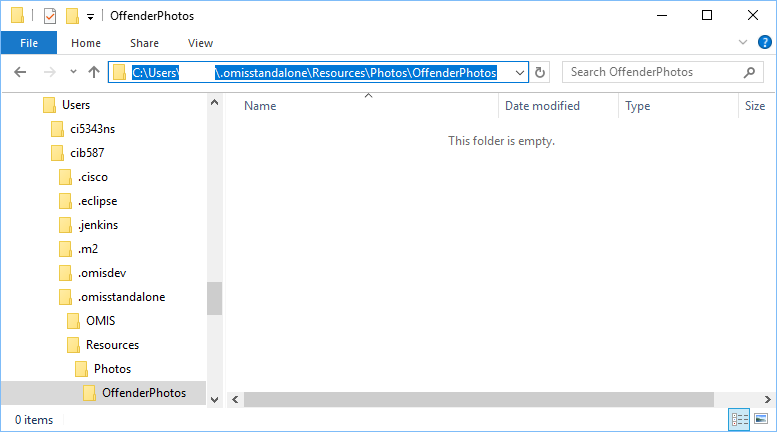 OffenderPhotos
File Home Share View
C:\Users\ \.omisstandalone\Resources\Photos\OffenderPhotos
Search OffenderPhotos
Users
ci5343ns
cib587
.cisco
.eclipse
.jenkins
.m2
.omisdev
.omisstandalone
OMIS
Resources
Photos
OffenderPhotos
Name Date modified Type Size
This folder is empty.
0 items